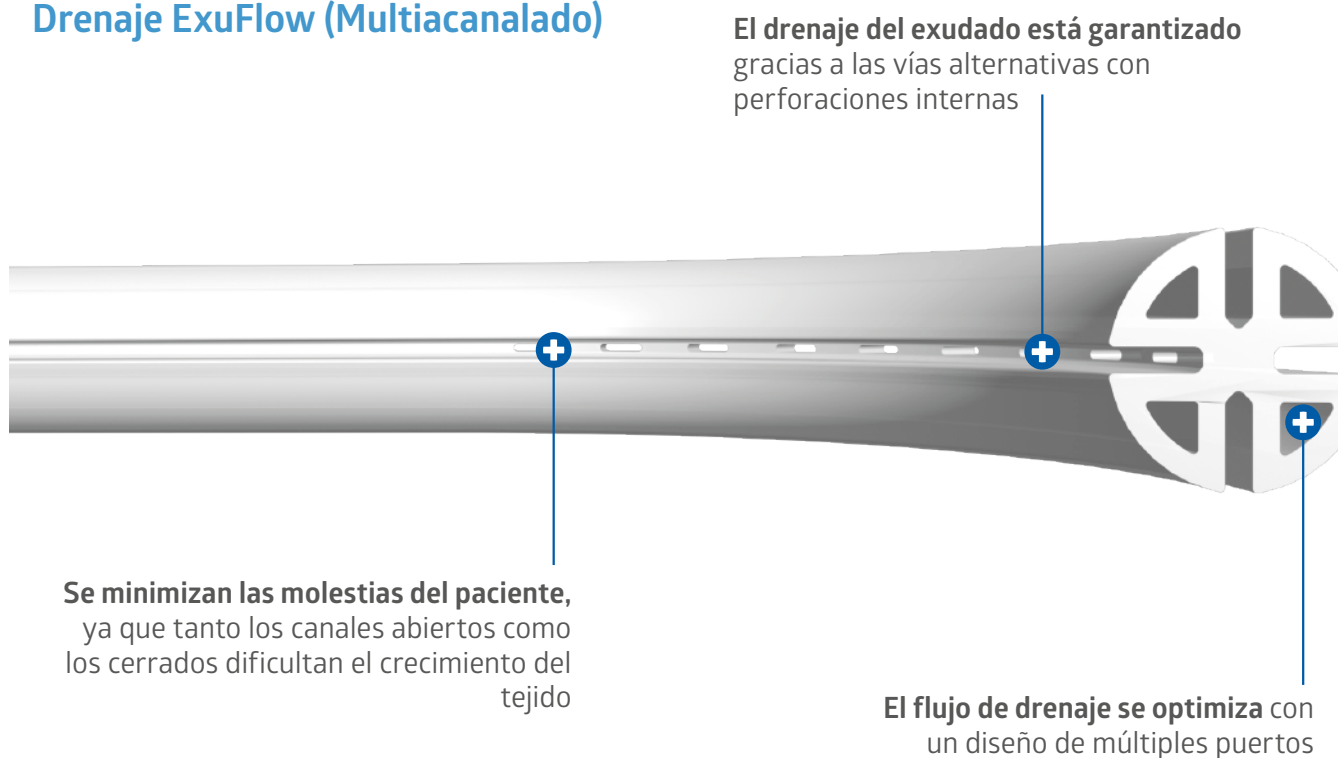 Drenaje ExuFlow (Multiacanalado)
El drenaje del exudado está garantizado
gracias a las vías alternativas con
perforaciones internas
Se minimizan las molestias del paciente,
ya que tanto los canales abiertos como
los cerrados dificultan el crecimiento del
tejido
El flujo de drenaje se optimiza con
un diseño de múltiples puertos